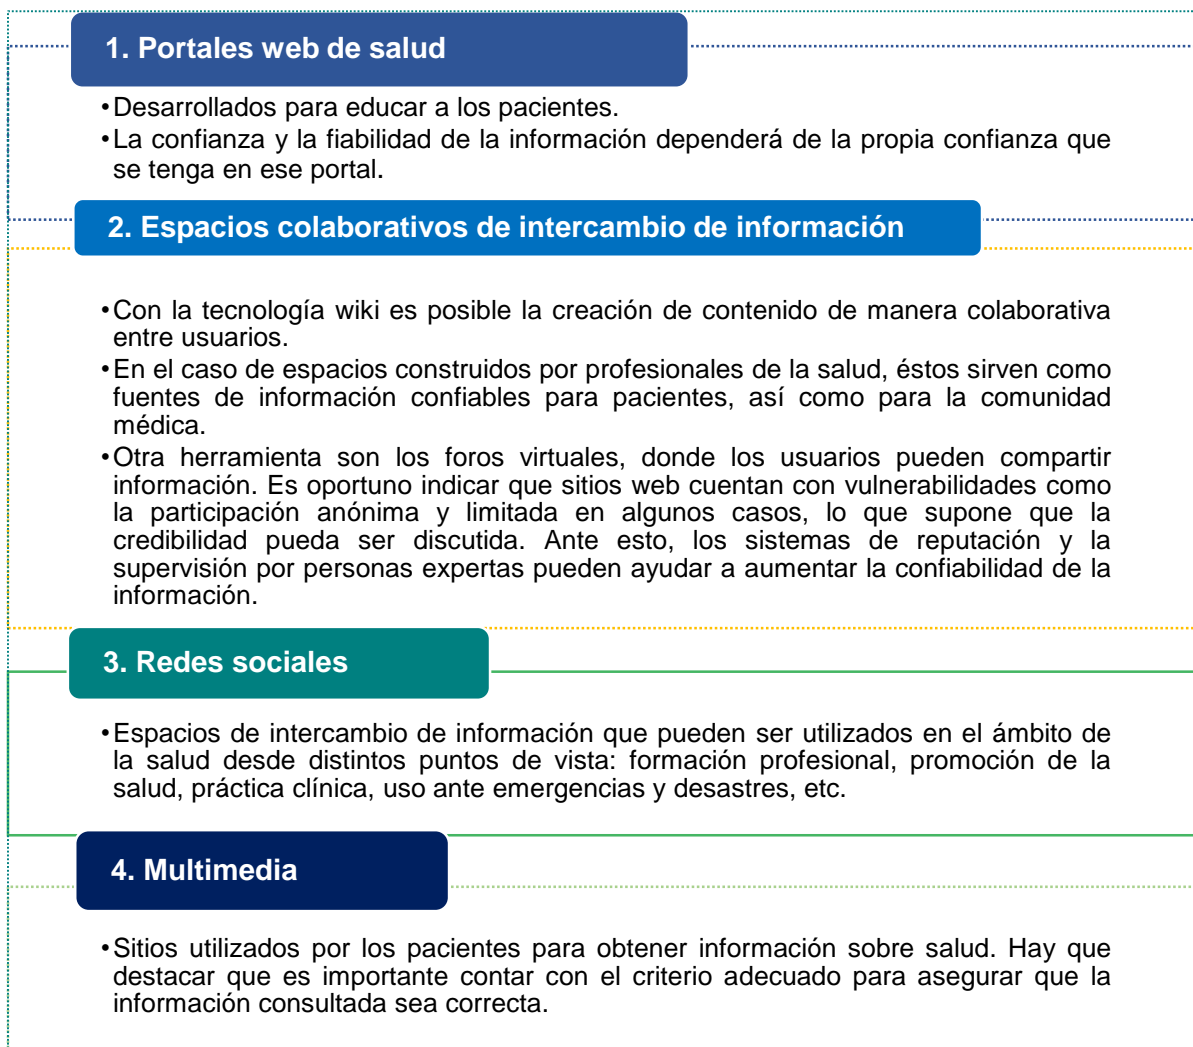 1. Portales web de salud
•Desarrollados para educar a los pacientes.
•La confianza y la fiabilidad de la información dependerá de la propia confianza que
se tenga en ese portal.
2. Espacios colaborativos de intercambio de información
•Con la tecnología wiki es posible la creación de contenido de manera colaborativa
entre usuarios.
•En el caso de espacios construidos por profesionales de la salud, éstos sirven como
fuentes de información confiables para pacientes, así como para la comunidad
médica.
•Otra herramienta son los foros virtuales, donde los usuarios pueden compartir
información. Es oportuno indicar que sitios web cuentan con vulnerabilidades como
la participación anónima y limitada en algunos casos, lo que supone que la
credibilidad pueda ser discutida. Ante esto, los sistemas de reputación y la
supervisión por personas expertas pueden ayudar a aumentar la confiabilidad de la
información.
3. Redes sociales
•Espacios de intercambio de información que pueden ser utilizados en el ámbito de
la salud desde distintos puntos de vista: formación profesional, promoción de la
salud, práctica clínica, uso ante emergencias y desastres, etc.
4. Multimedia
•Sitios utilizados por los pacientes para obtener información sobre salud. Hay que
destacar que es importante contar con el criterio adecuado para asegurar que la
información consultada sea correcta.